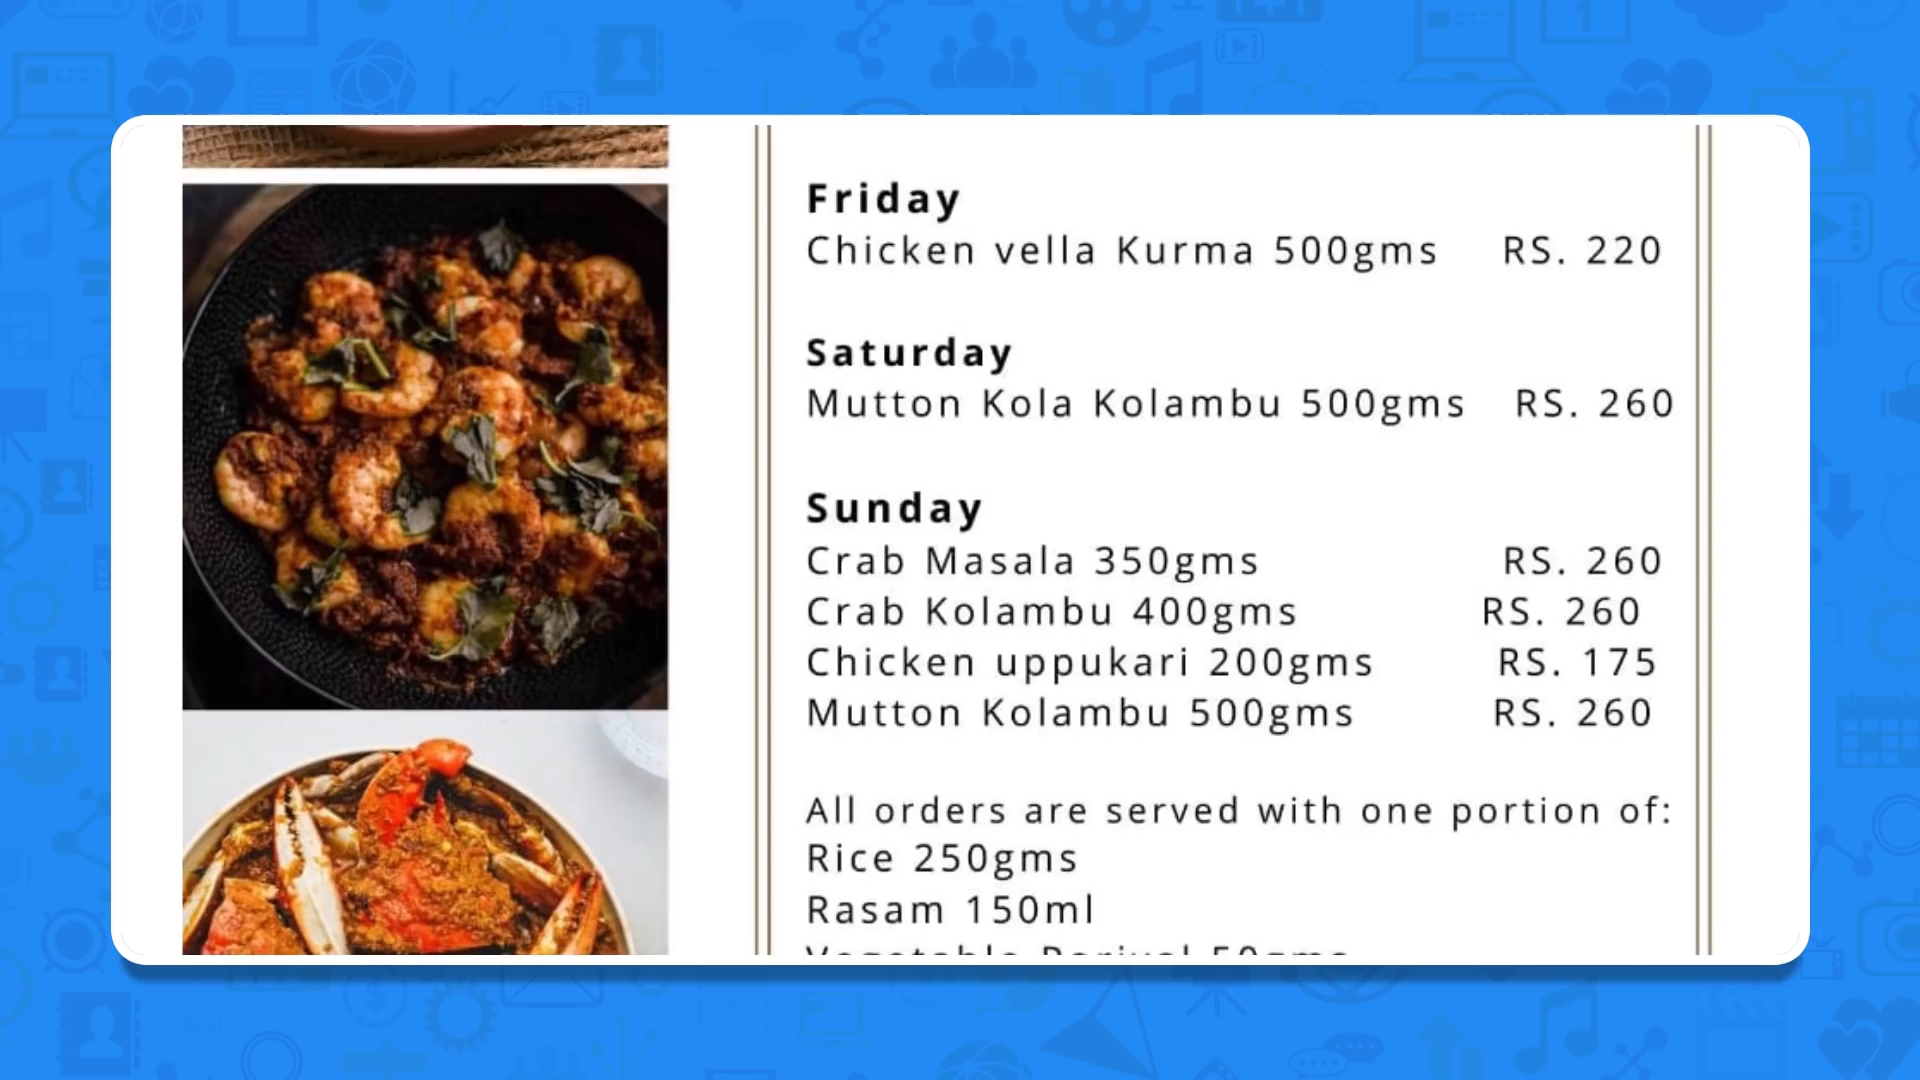 Friday
Chicken vella Kurma 500gms RS. 220
Saturday
Mutton Kola Kolambu 500gms RS. 260
Sunday
Crab Masala 350gms RS. 260
Crab Kolambu 400gms RS. 260
Chicken uppukari 200gms RS. 175
Mutton Kolambu 500gms RS. 260
All orders are served with one portion of:
Rice 250gms
Rasam 150ml